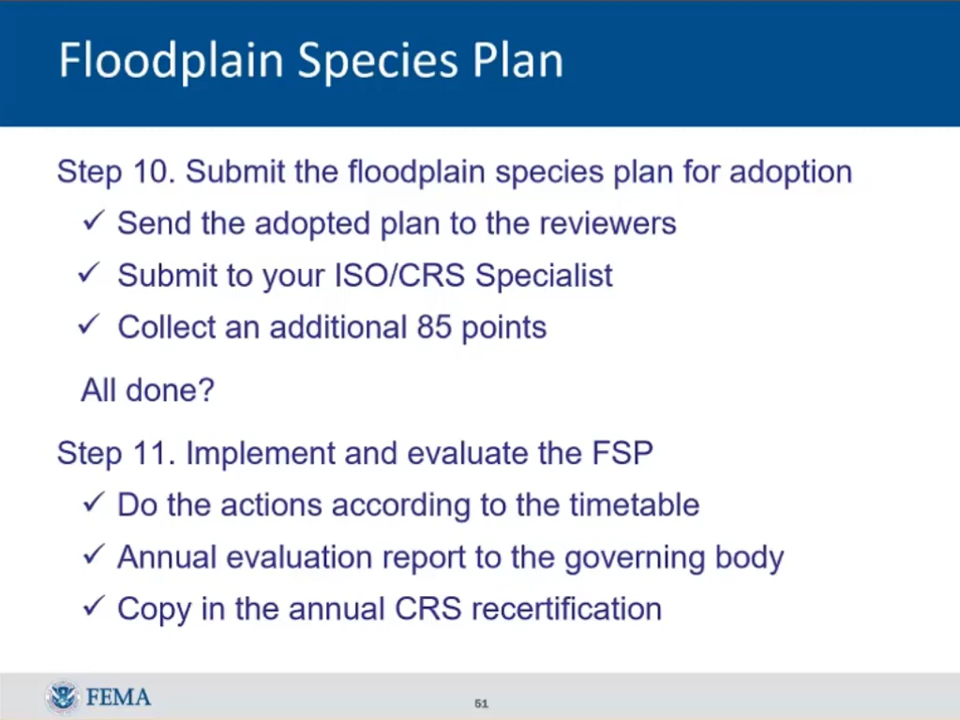 Floodplain Species Plan
Step 10. Submit the floodplain species plan for adoption
✓ Send the adopted plan to the reviewers
✓ Submit to your ISO/CRS Specialist
✓ Collect an additional 85 points
All done?
Step 11. Implement and evaluate the FSP
✓ Do the actions according to the timetable
✓ Annual evaluation report to the governing body
✓ Copy in the annual CRS recertification
FEMA
51